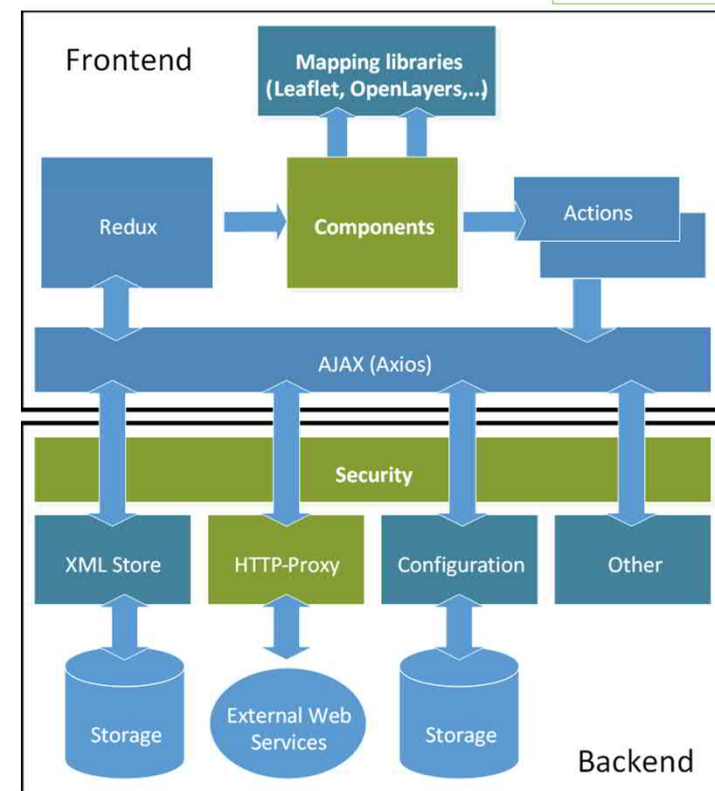 Frontend
Mapping libraries
(Leaflet, OpenLayers,...)
Redux
Components
Actions
AJAX (Axios)
Security
XML Store
HTTP-Proxy
Configuration
Other
Storage
External Web
Services
Storage
Backend